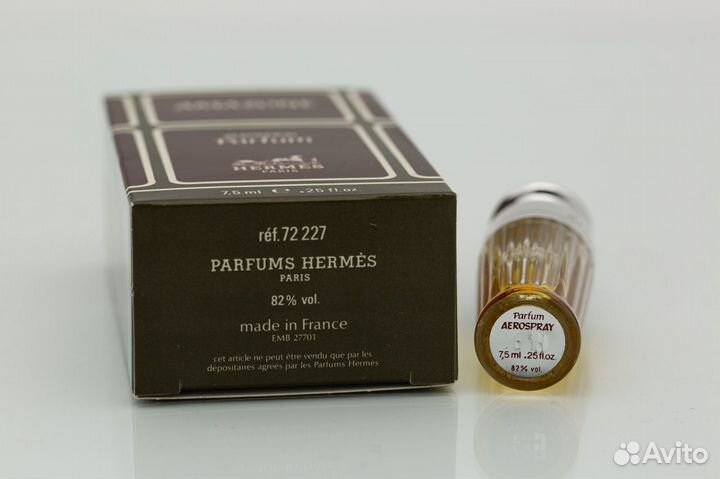 Parfum
HERMÈS
PARIS
7,5 ml ℮ .25 fl.oz.
réf. 72 227
PARFUMS HERMÈS
PARIS
82% vol.
made in France
EMB 27701
cet article ne peut être vendu que par les
dépositaires agréés par les Parfums Hermès
Parfum
AEROSPRAY
7,5 ml .25 fl.oz.
82% vol.
Avito